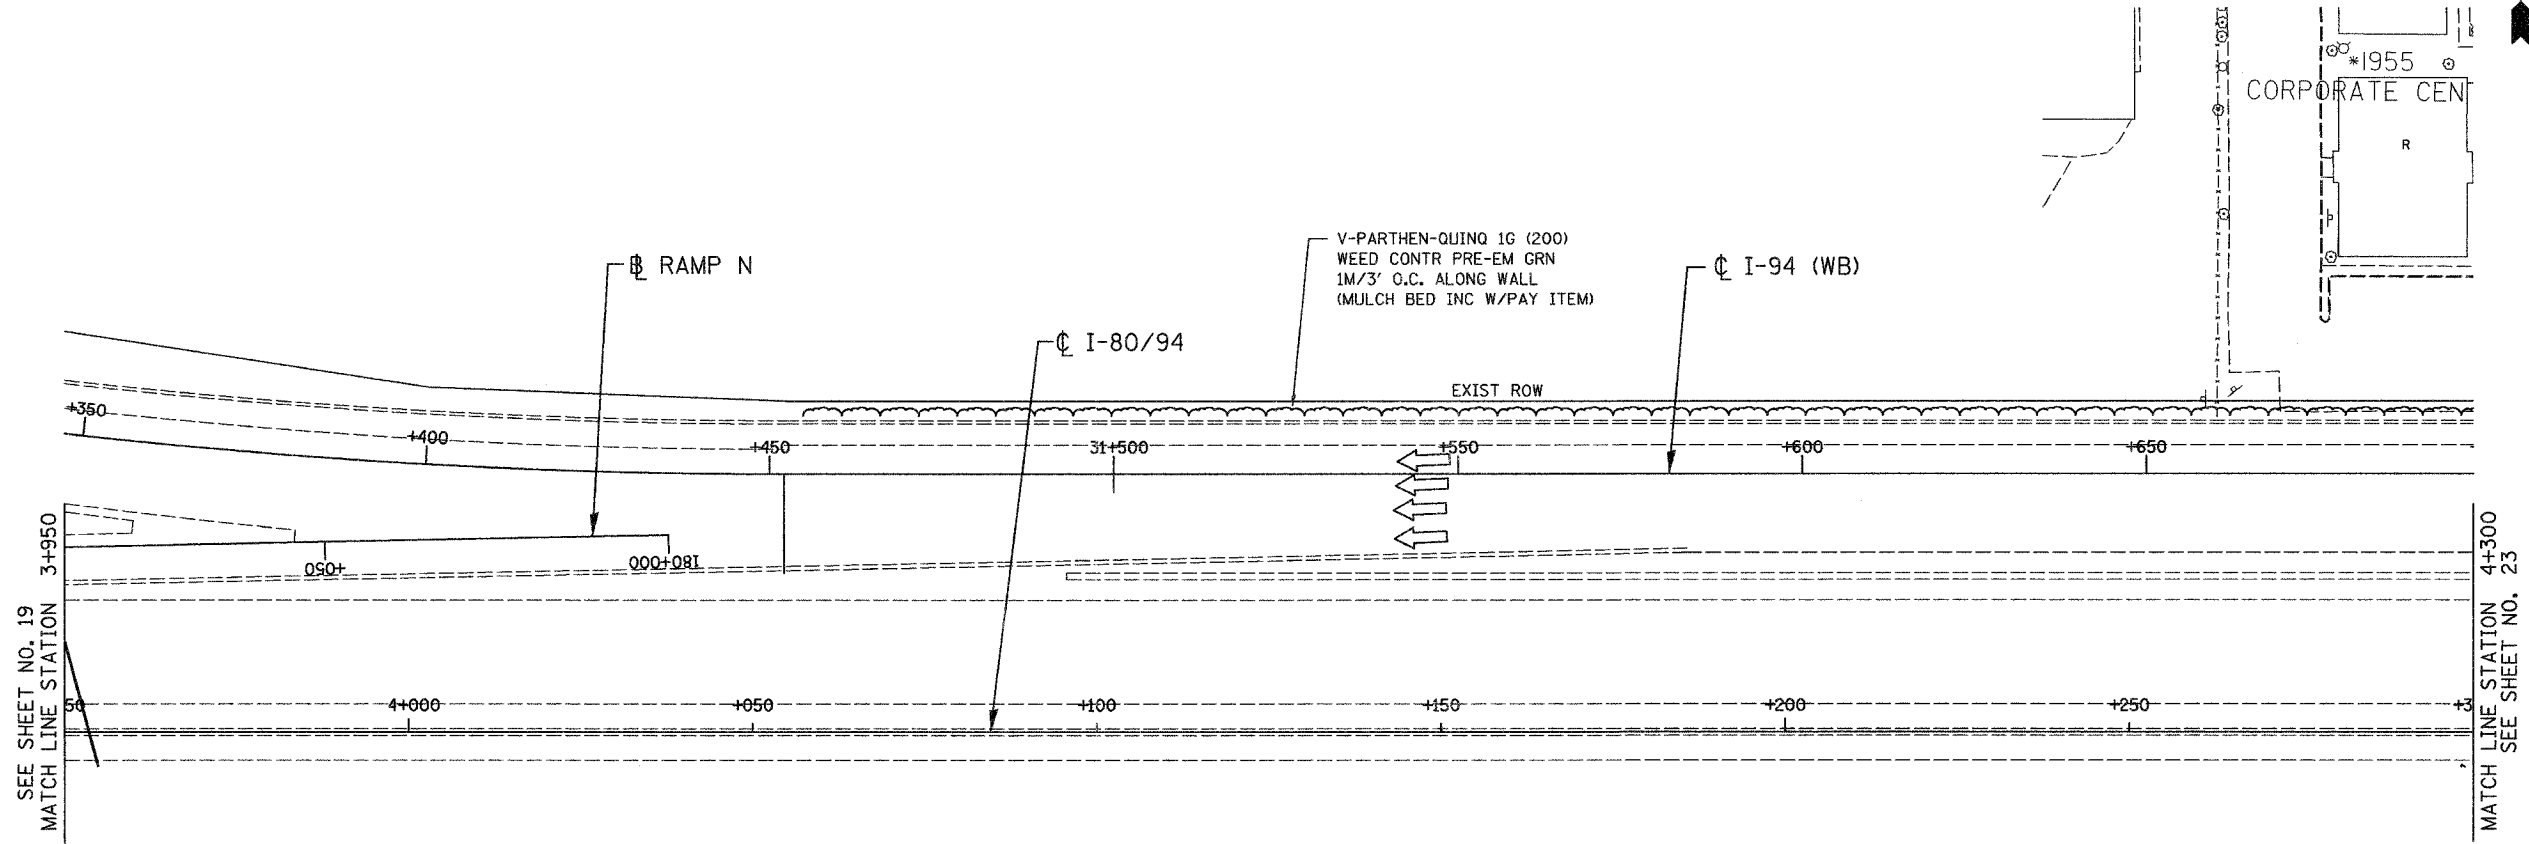 *1955
CORPORATE CEN
R
V-PARTHEN-QUINQ 1G (200)
WEED CONTR PRE-EM GRN
1M/3' O.C. ALONG WALL
(MULCH BED INC W/PAY ITEM)
B̵L RAMP N
℄ I-94 (WB)
℄ I-80/94
EXIST ROW
+350
+400
+450
31+500
+550
+600
+650
+050
180+000
50
4+000
+050
+100
+150
+200
+250
+3
SEE SHEET NO. 19
MATCH LINE STATION 3+950
MATCH LINE STATION 4+300
SEE SHEET NO. 23